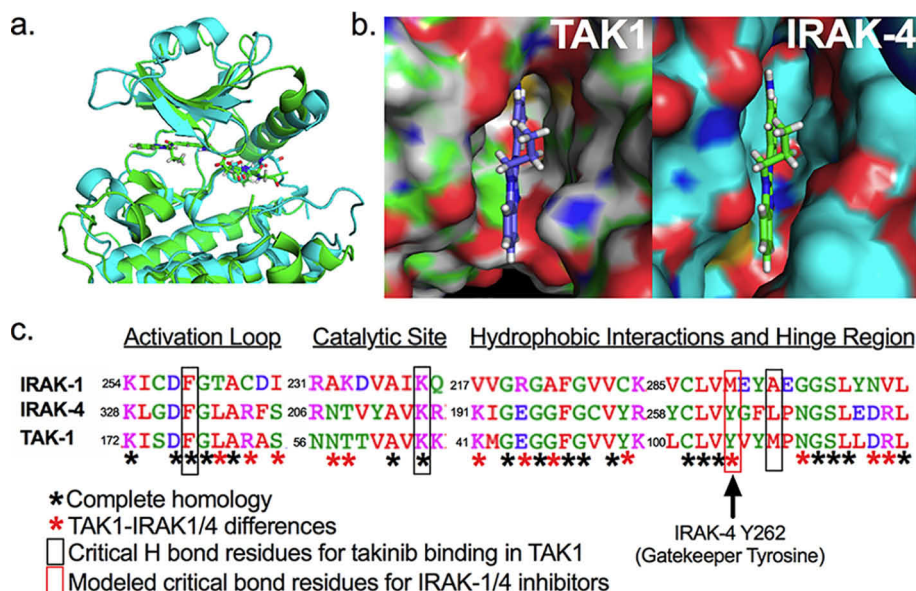 a.
b.
TAK1
IRAK-4
c.
Activation Loop
Catalytic Site
Hydrophobic Interactions and Hinge Region
IRAK-1 254 KICDFGTACDI 231 RAKDVAIKQ 217 VVGRGAFGVVCK 285 VCLVMEYAEGGSLYNVL
IRAK-4 328 KLGDFGLARFS 206 RNTVYAVKR 191 KIGEGGFGCVYR 258 YCLVYGFLPNGSLEDRL
TAK-1 172 KISDFGLARAS 56 NNTTVAVKK 41 KMGEGGFGVVYK 100 LCLVYVYMPNGSLLDRL
* * * * * * * * * * * * * * * * * * * * * * * * * * * * * * * * *
* Complete homology
* TAK1-IRAK1/4 differences
Critical H bond residues for takinib binding in TAK1
Modeled critical bond residues for IRAK-1/4 inhibitors
IRAK-4 Y262
(Gatekeeper Tyrosine)